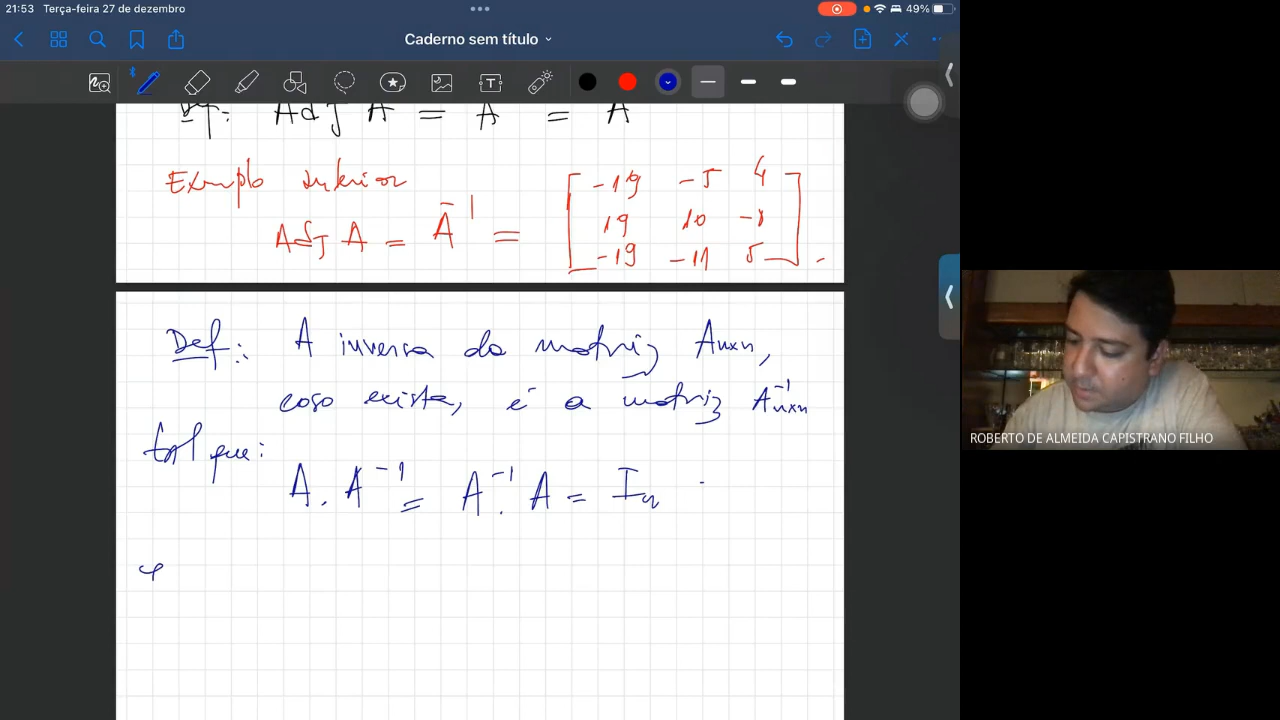 21:53 Terça-feira 27 de dezembro
49%
Caderno sem título
Def: Adj A = A = A
Exemplo anterior
Adj A = A = [ -19 -5 4
19 10 -1
-19 -11 5 ].
Def.: A inversa da matriz Anxn,
caso exista, é a matriz A⁻¹nxn
tal que:
A . A⁻¹ = A⁻¹ . A = In
ROBERTO DE ALMEIDA CAPISTRANO FILHO